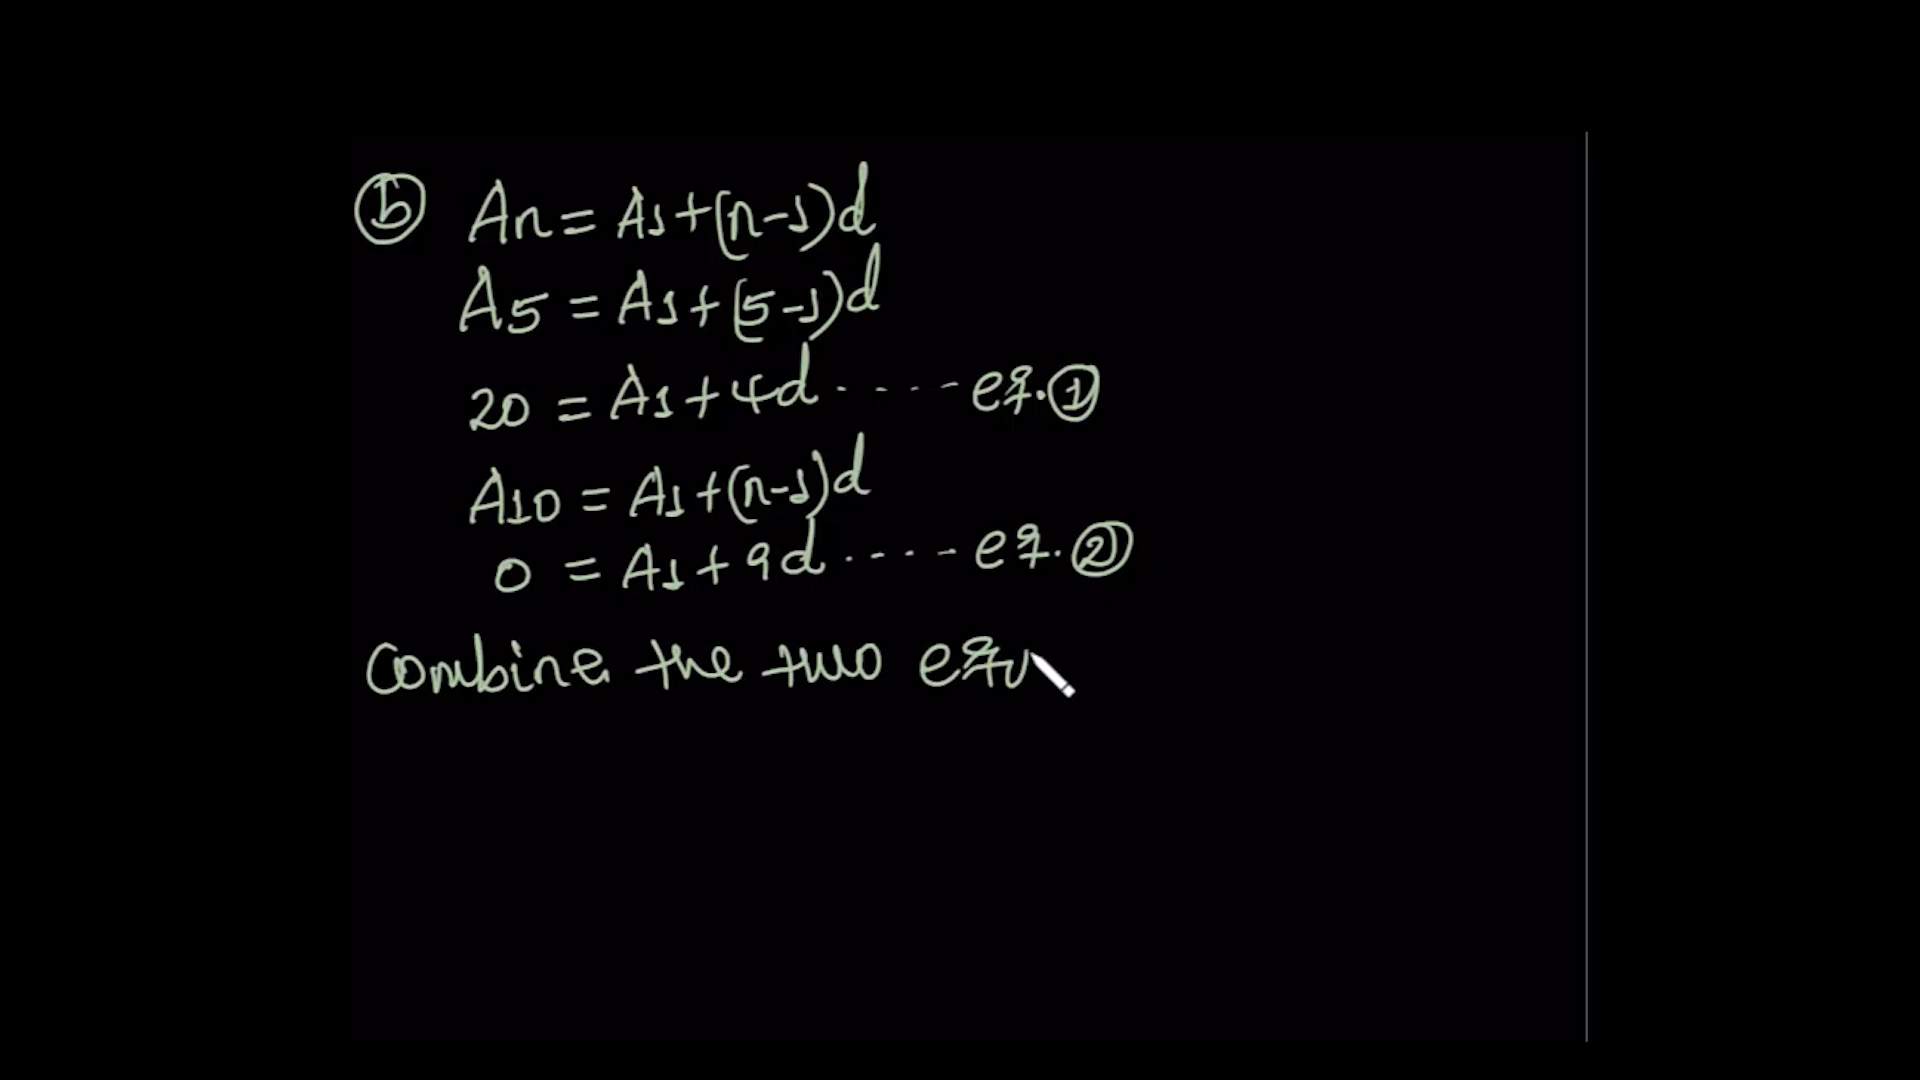 b An = A1 + (n-1)d
A5 = A1 + (5-1)d
20 = A1 + 4d ..... eq. 1
A10 = A1 + (n-1)d
0 = A1 + 9d ..... eq. 2
Combine the two equ